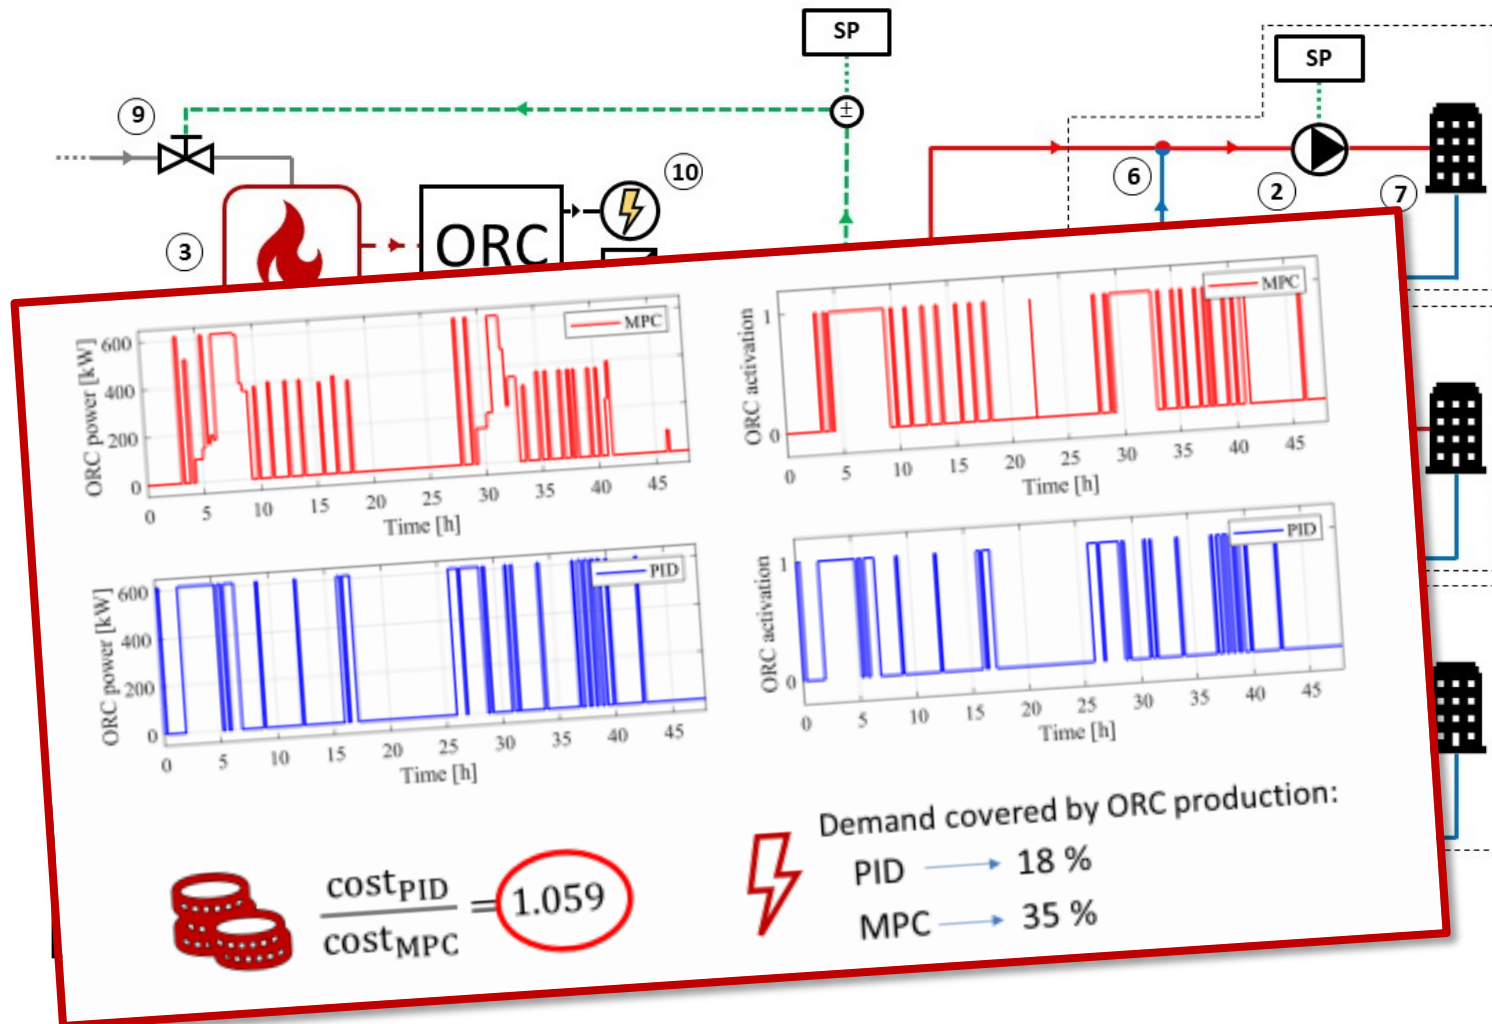 SP
SP
9
10
6
2
7
3
ORC
ORC power [kW]
600
400
200
0
MPC
0 5 10 15 20 25 30 35 40 45
Time [h]
ORC activation
1
0
MPC
0 5 10 15 20 25 30 35 40 45
Time [h]
ORC power [kW]
600
400
200
0
PID
0 5 10 15 20 25 30 35 40 45
Time [h]
ORC activation
1
0
PID
0 5 10 15 20 25 30 35 40 45
Time [h]
cost_PID / cost_MPC = 1.059
Demand covered by ORC production:
PID → 18 %
MPC → 35 %